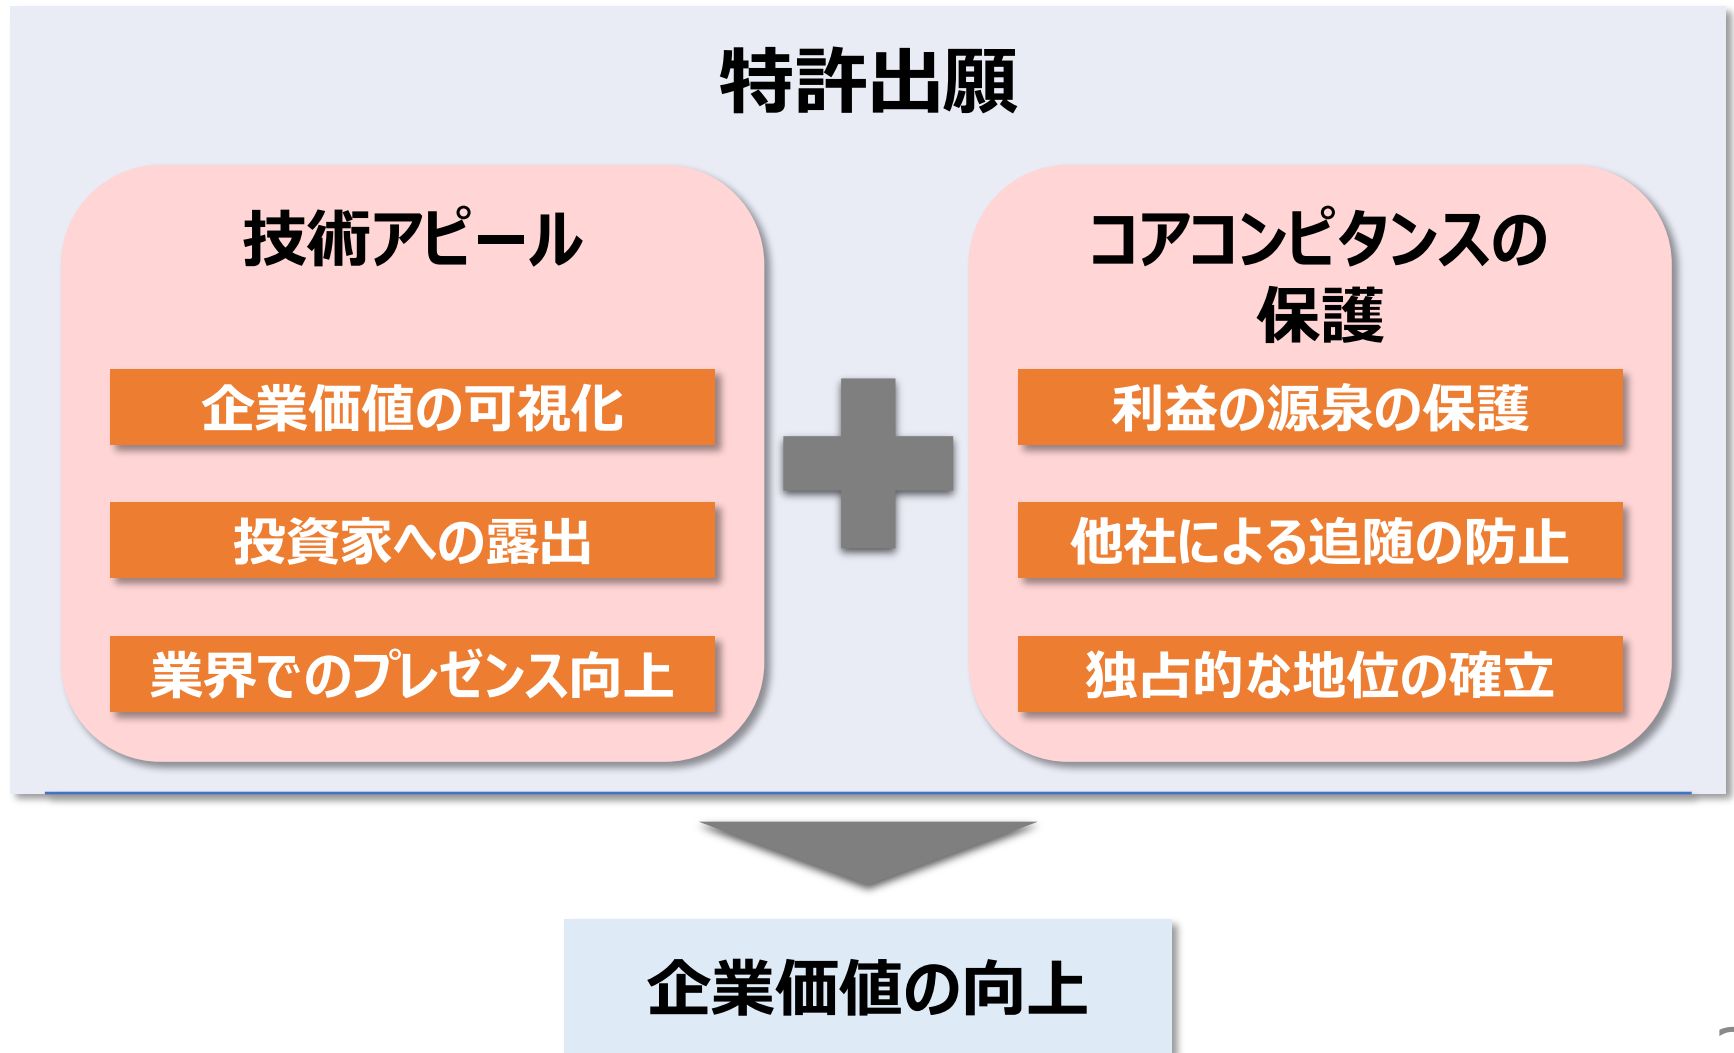 特許出願
技術アピール
企業価値の可視化
投資家への露出
業界でのプレゼンス向上
コアコンピタンスの
保護
利益の源泉の保護
他社による追随の防止
独占的な地位の確立
企業価値の向上